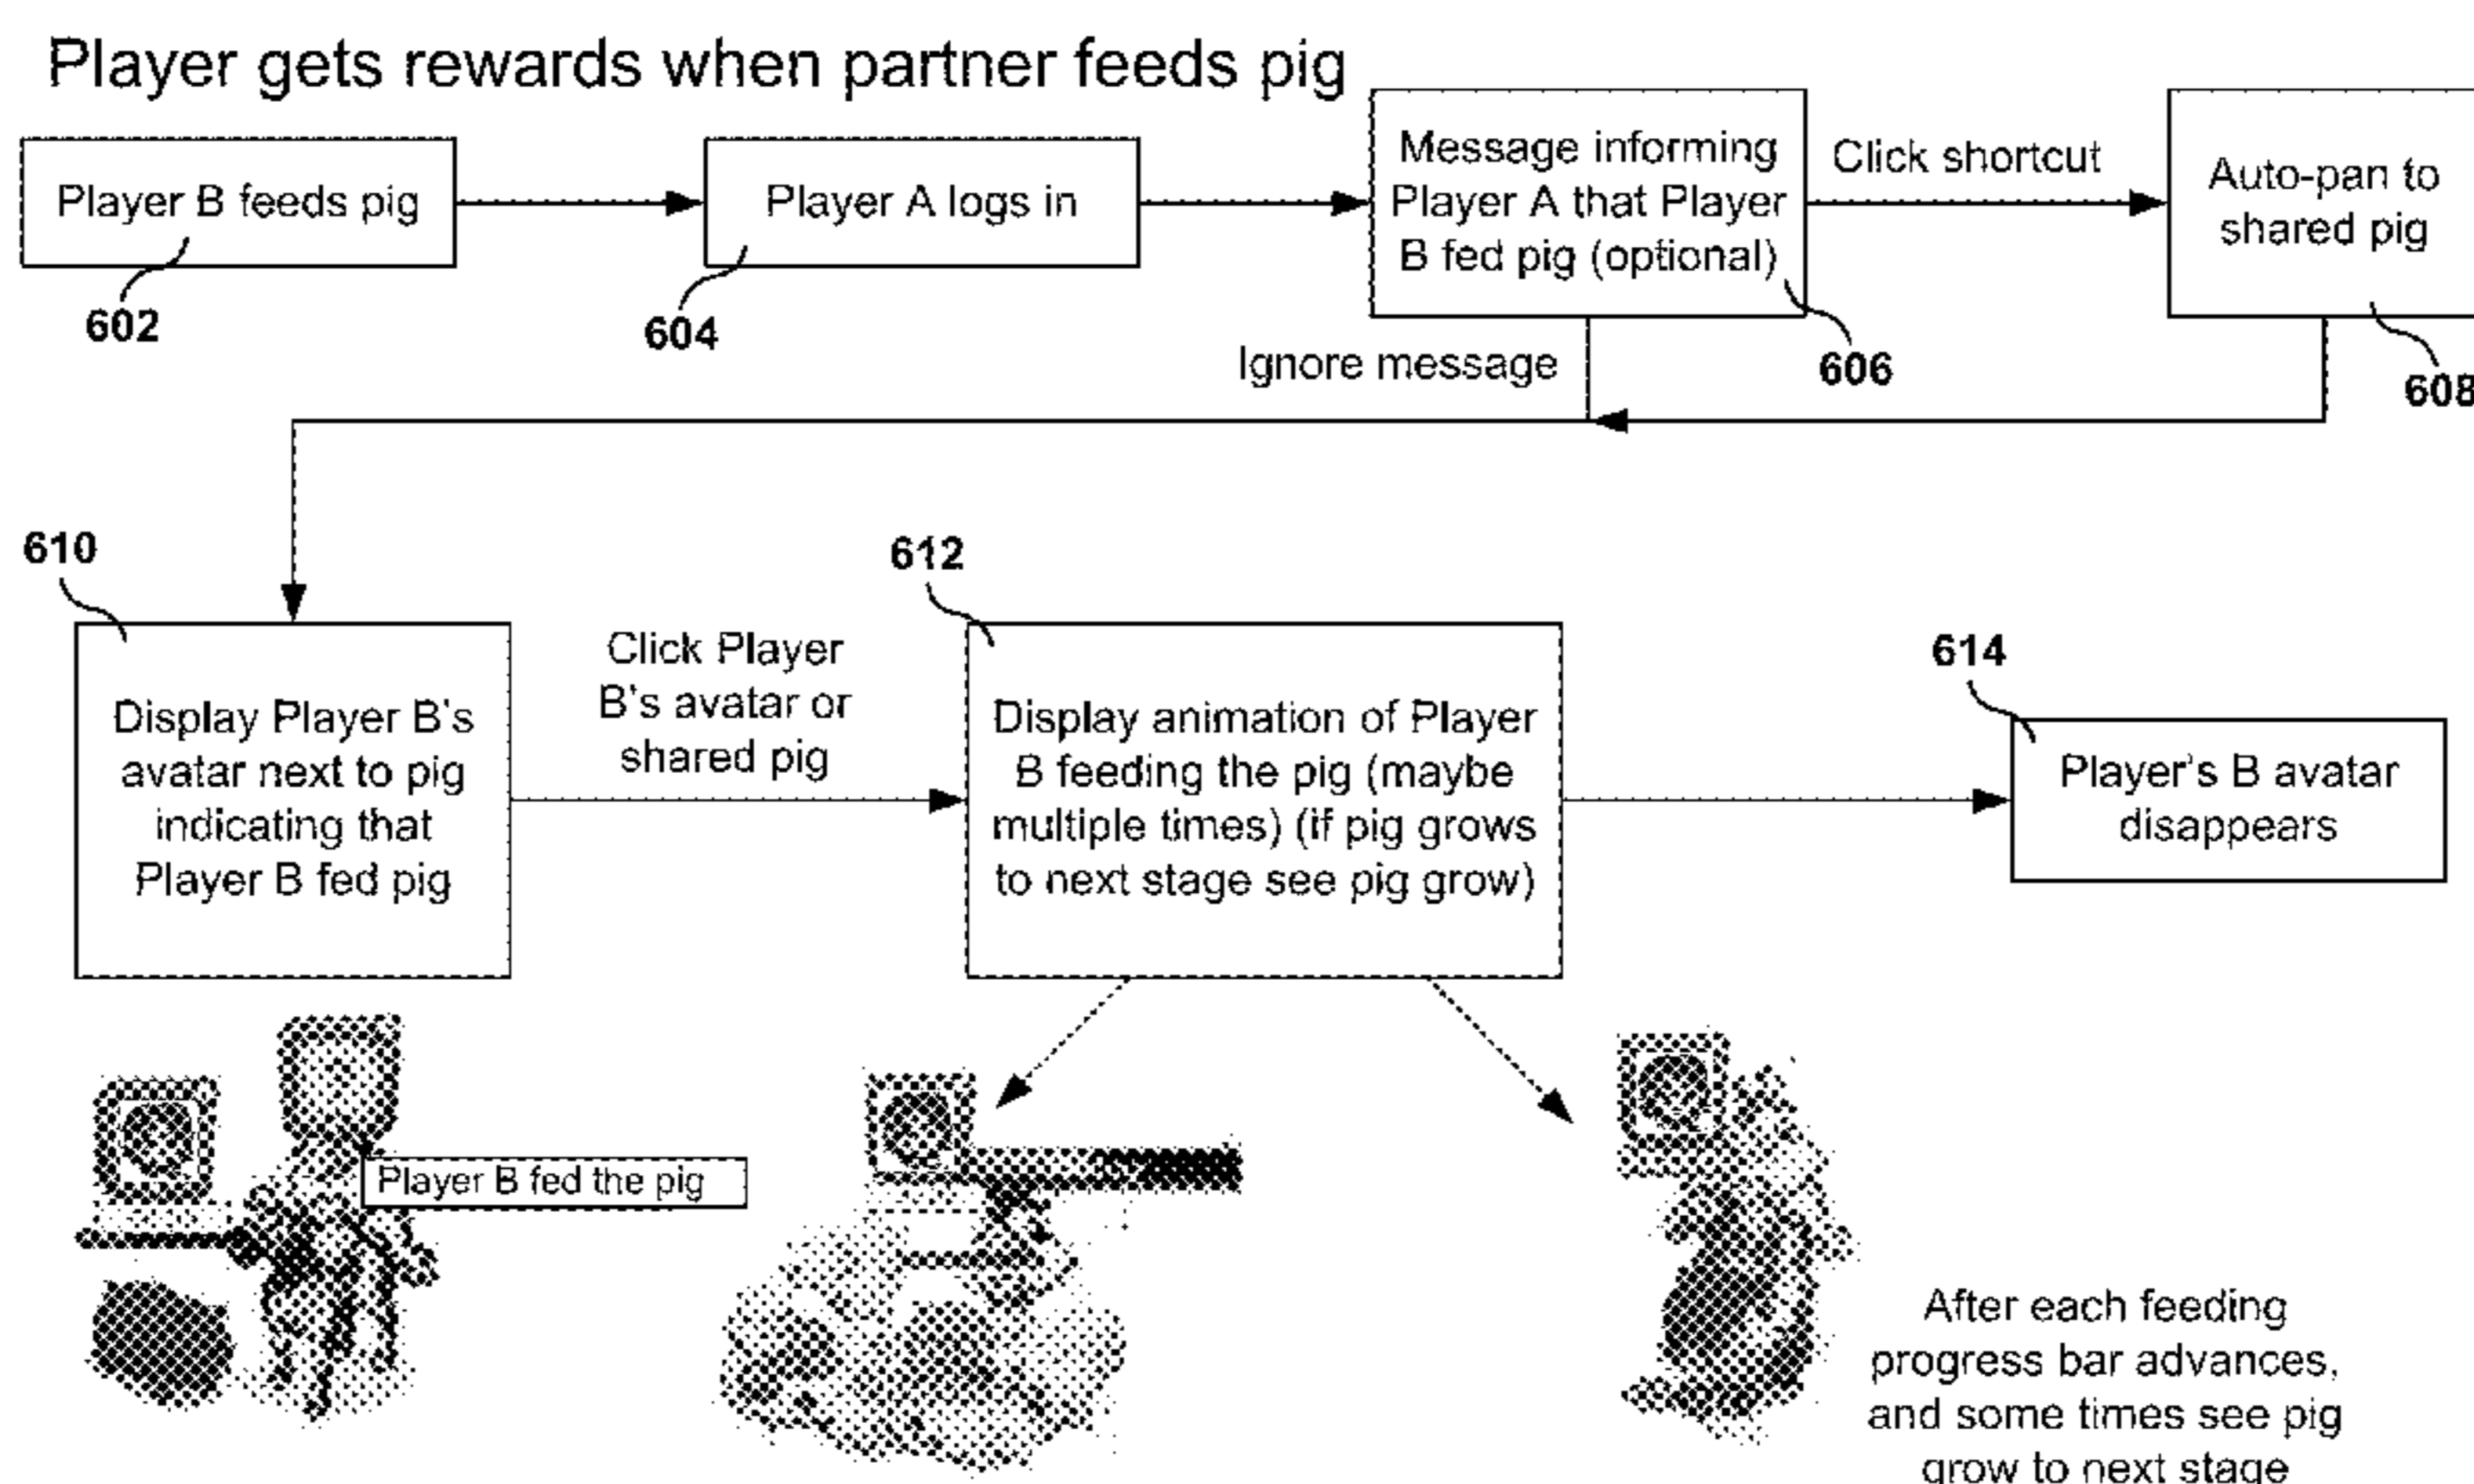 Player gets rewards when partner feeds pig
Player B feeds pig
602
Player A logs in
604
Message informing
Player A that Player
B fed pig (optional)
606
Click shortcut
Auto-pan to
shared pig
608
Ignore message
610
Display Player B's
avatar next to pig
indicating that
Player B fed pig
Click Player
B's avatar or
shared pig
612
Display animation of Player
B feeding the pig (maybe
multiple times) (if pig grows
to next stage see pig grow)
614
Player's B avatar
disappears
Player B fed the pig
After each feeding
progress bar advances,
and some times see pig
grow to next stage